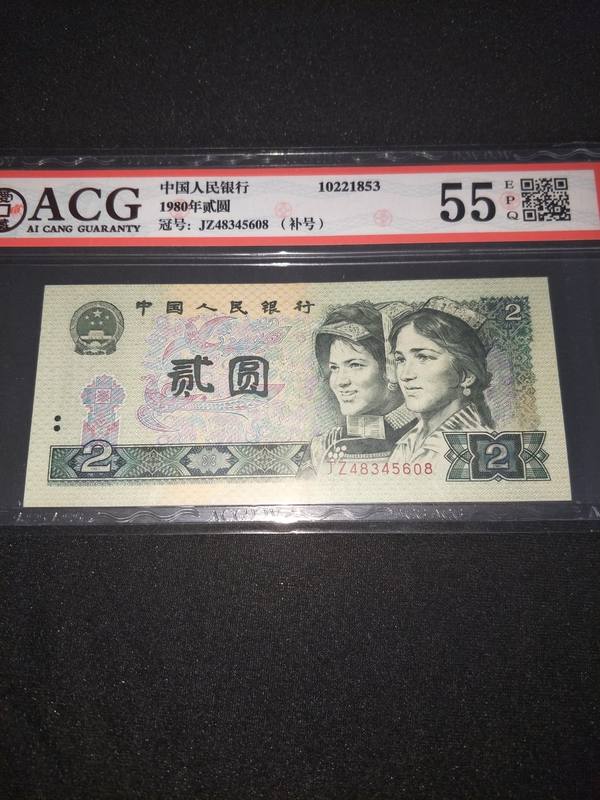 ACG
AI CANG GUARANTY
中国人民银行 10221853
1980年贰圆
冠号: JZ48345608 (补号)
55 EPQ
中国人民银行
2
贰圆
2
2
JZ48345608